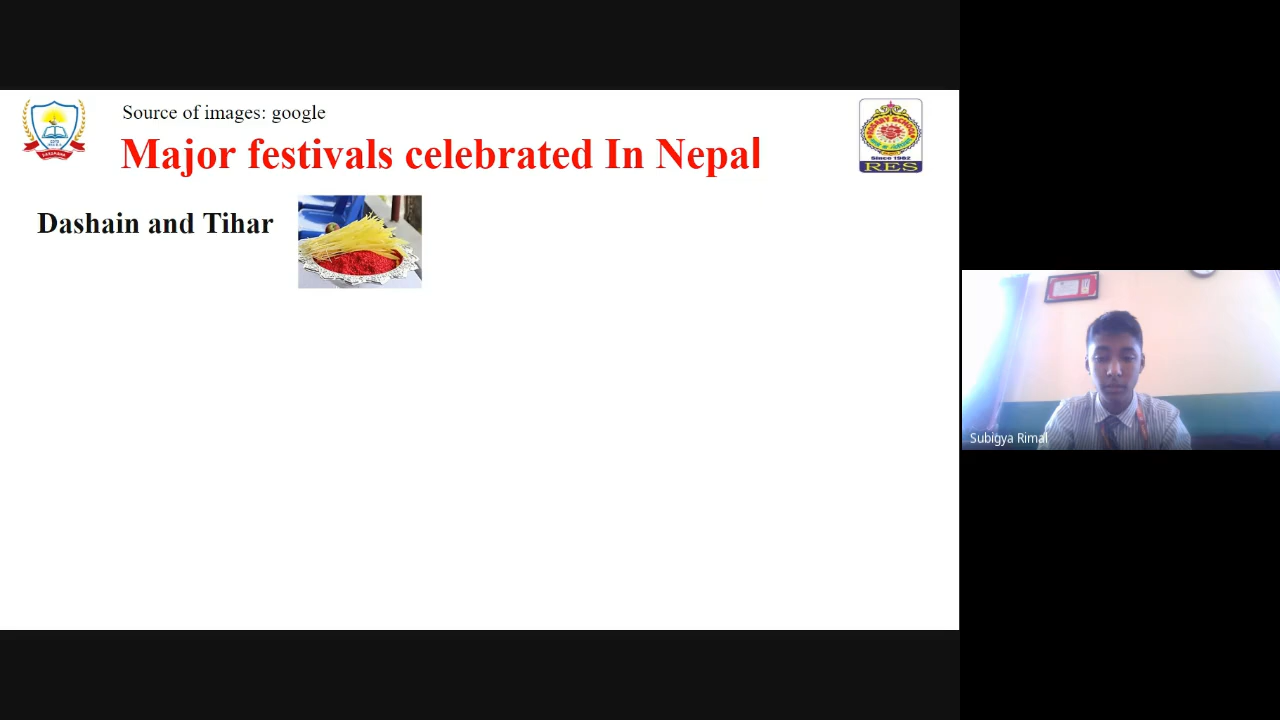 Source of images: google
Major festivals celebrated In Nepal
Dashain and Tihar
Since 1982
RES
Subigya Rimal